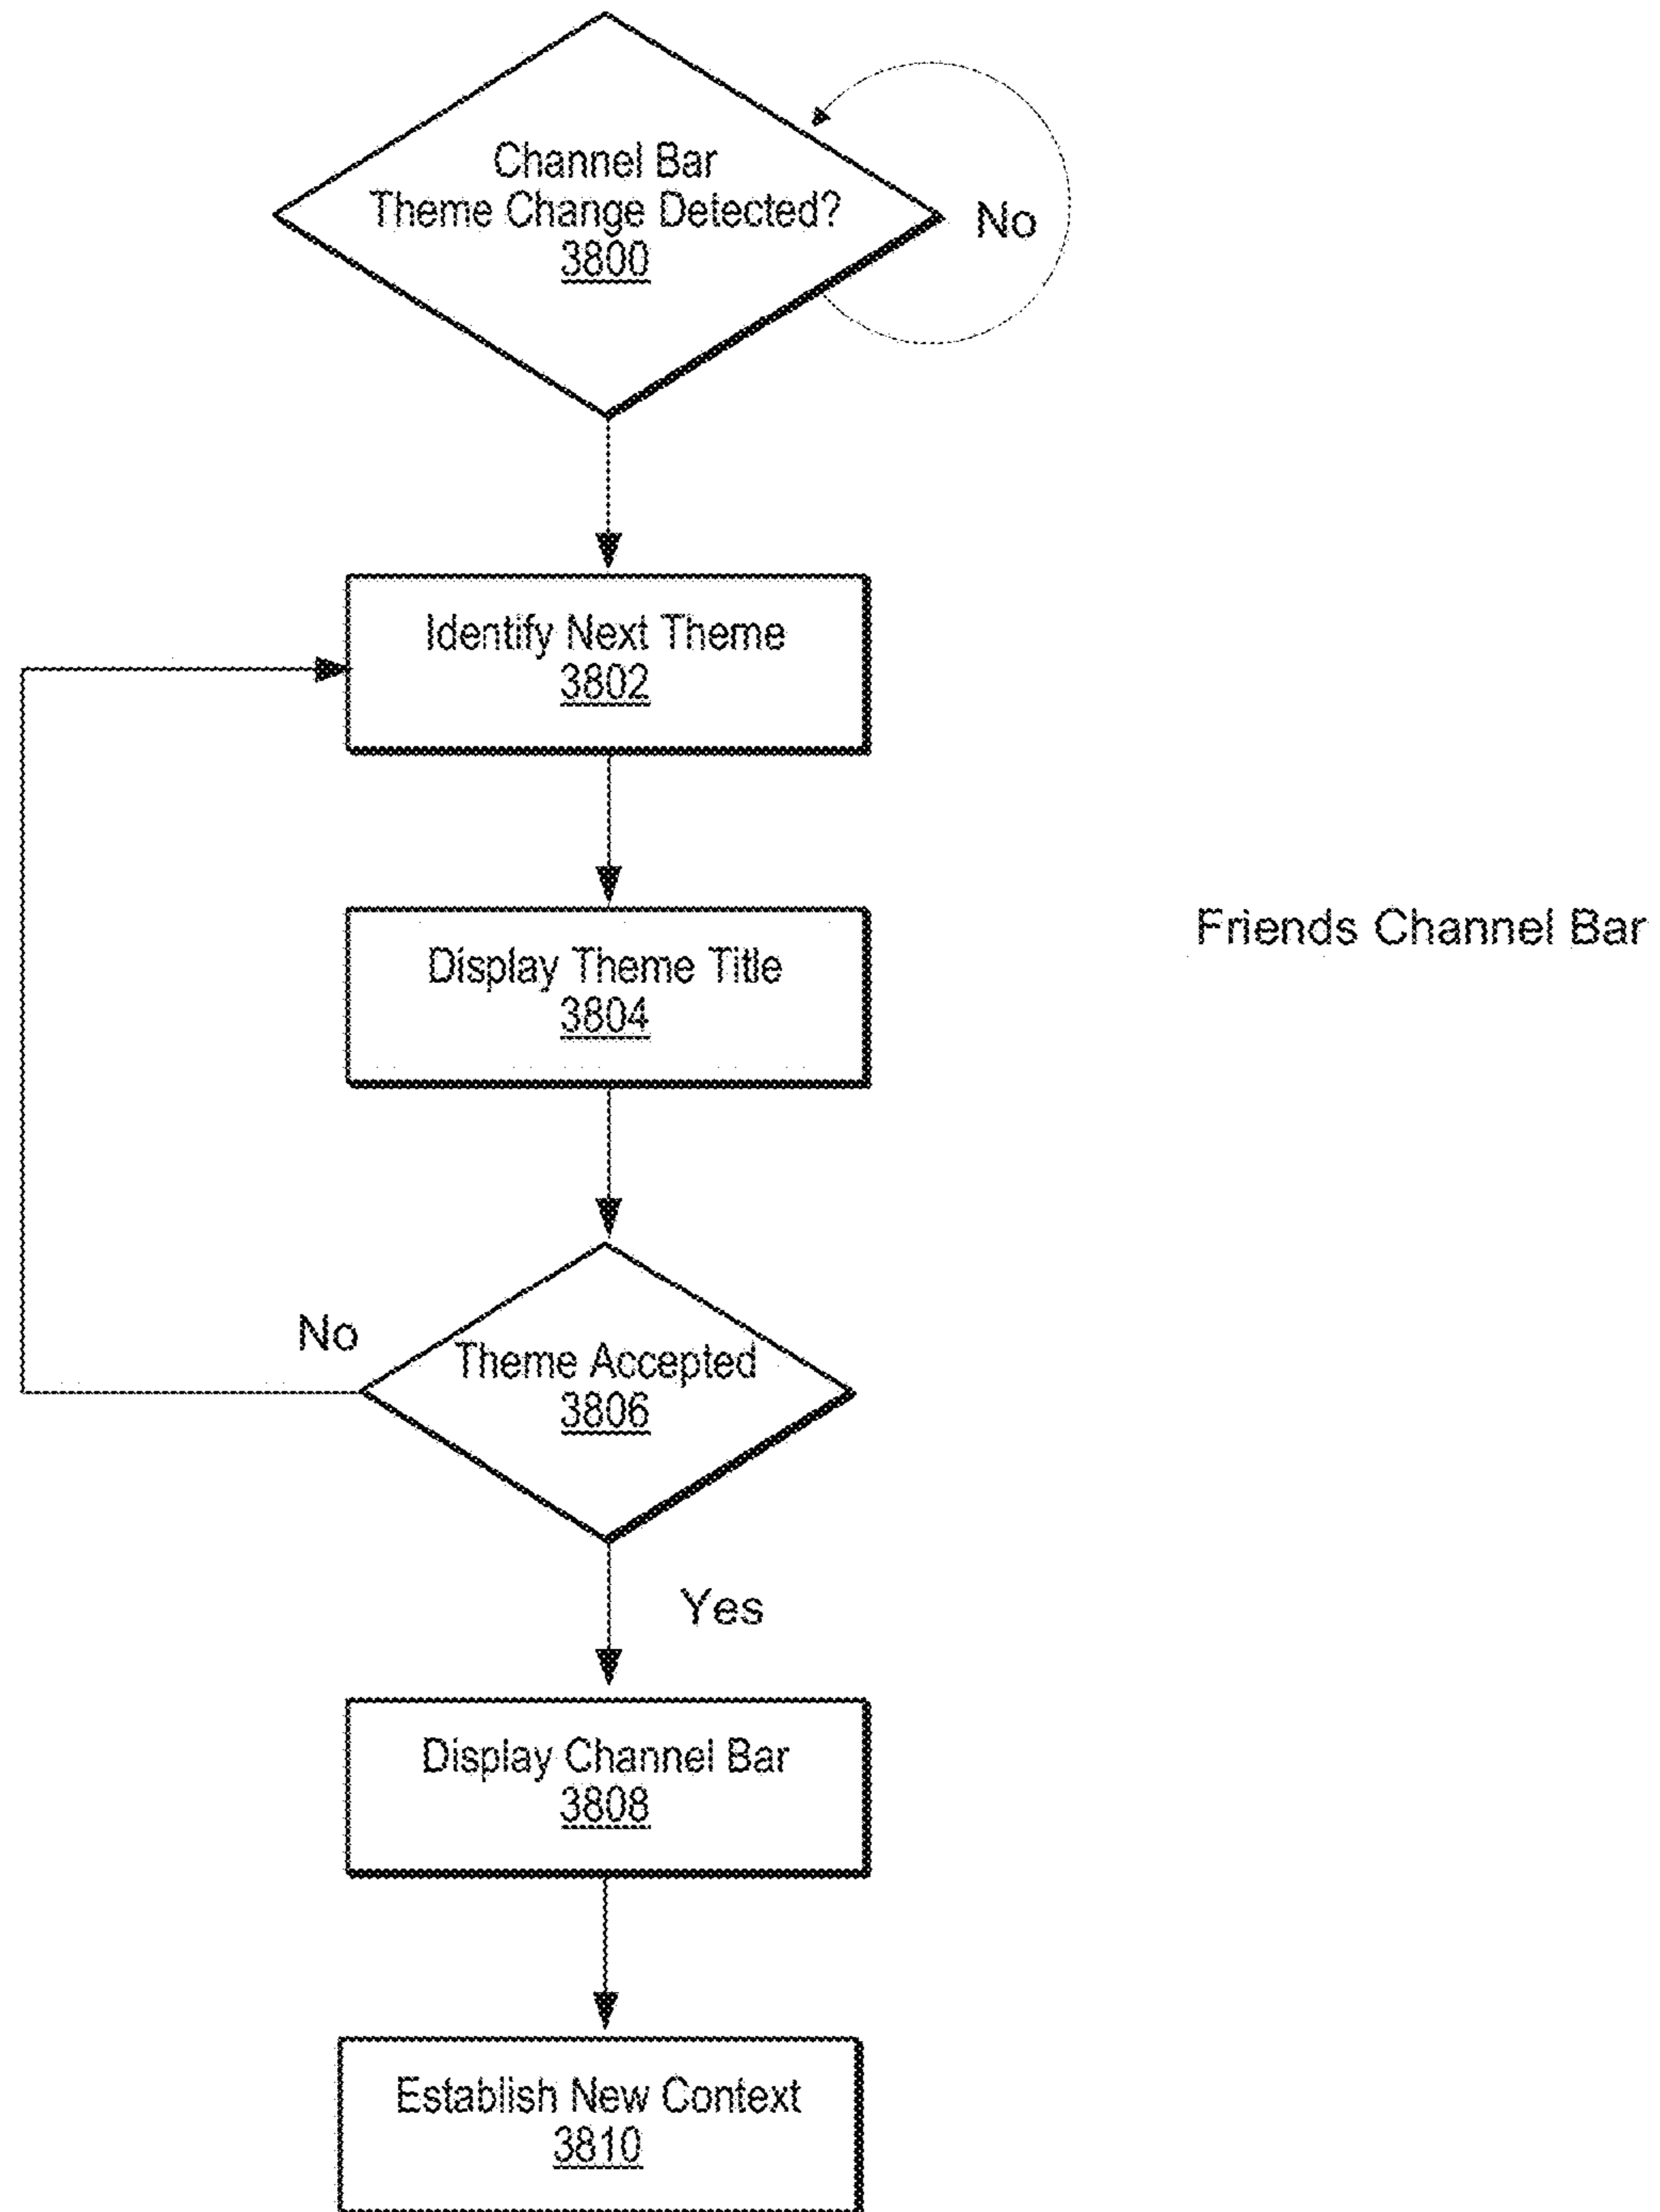 Channel Bar
Theme Change Detected?
3800
No
Identify Next Theme
3802
Display Theme Title
3804
Friends Channel Bar
No
Theme Accepted
3806
Yes
Display Channel Bar
3808
Establish New Context
3810